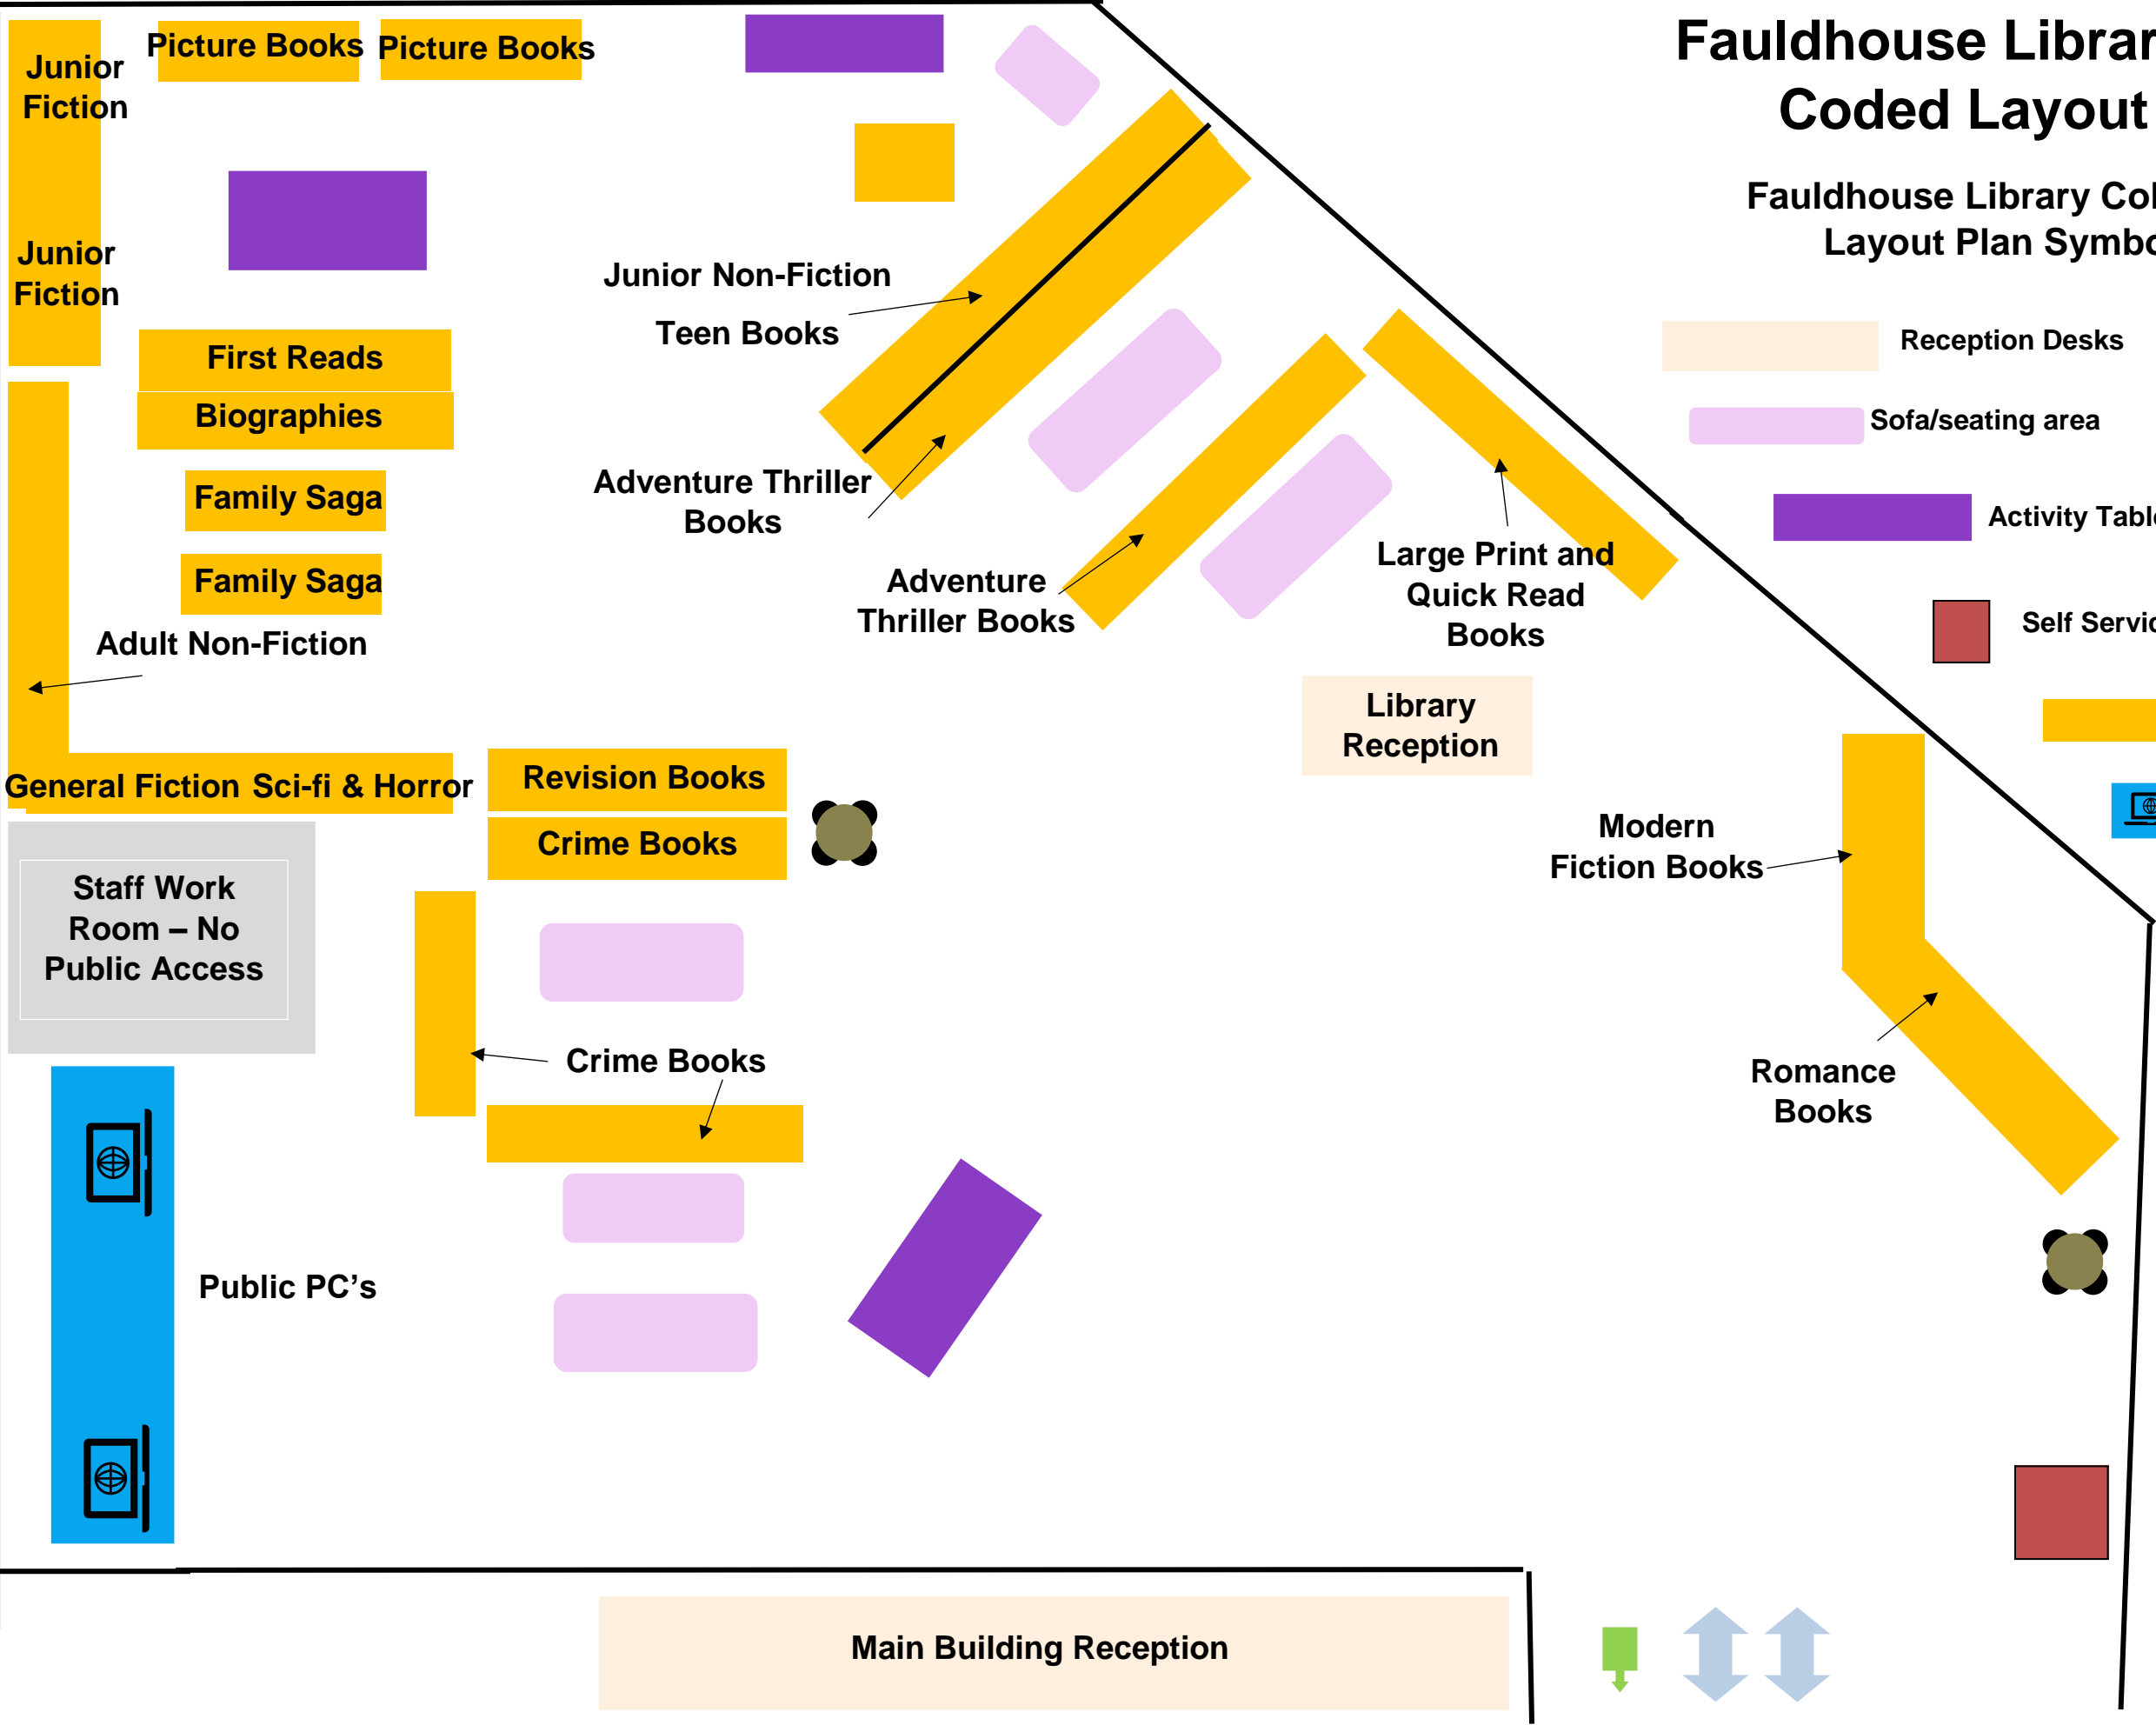 Fauldhouse Librar
Coded Layout
Fauldhouse Library Col
Layout Plan Symbo
Reception Desks
Sofa/seating area
Activity Table
Self Servic
Junior
Fiction
Picture Books
Picture Books
Junior
Fiction
First Reads
Biographies
Family Saga
Family Saga
Adult Non-Fiction
General Fiction Sci-fi & Horror
Junior Non-Fiction
Teen Books
Adventure Thriller
Books
Adventure
Thriller Books
Large Print and
Quick Read
Books
Library
Reception
Revision Books
Crime Books
Staff Work
Room – No
Public Access
Crime Books
Modern
Fiction Books
Romance
Books
Public PC’s
Main Building Reception